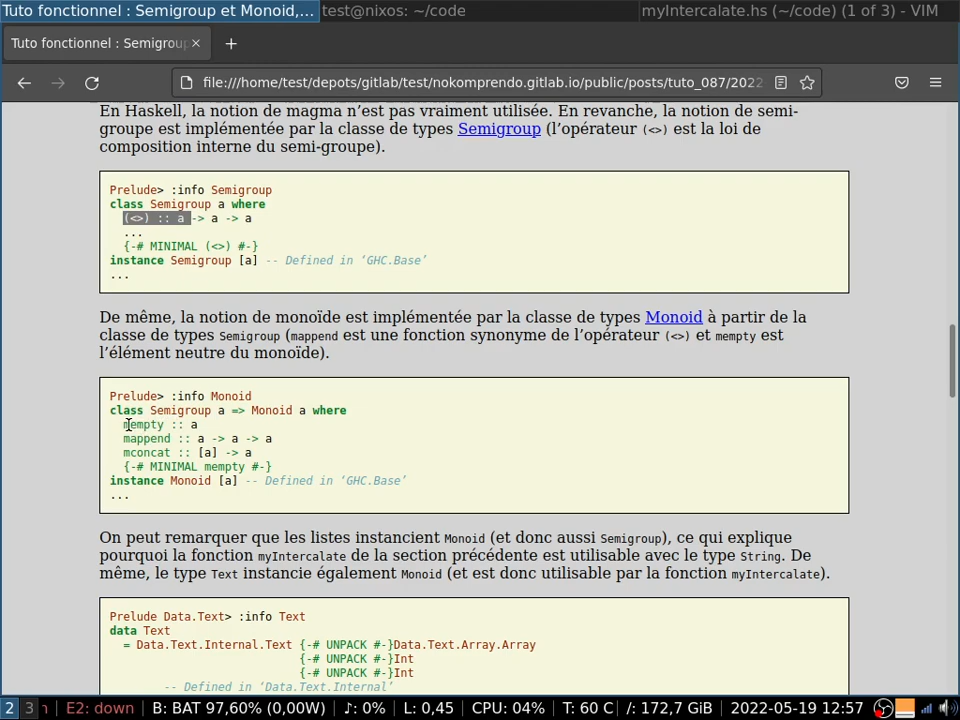 Tuto fonctionnel : Semigroup et Monoid,... test@nixos: ~/code myIntercalate.hs (~/code) (1 of 3) - VIM
Tuto fonctionnel : Semigroup
file:///home/test/depots/gitlab/test/nokomprendo.gitlab.io/public/posts/tuto_087/2022
En Haskell, la notion de magma n’est pas vraiment utilisée. En revanche, la notion de semi-
groupe est implémentée par la classe de types Semigroup (l’opérateur (<>) est la loi de
composition interne du semi-groupe).
Prelude> :info Semigroup
class Semigroup a where
(<>) :: a -> a -> a
...
{-# MINIMAL (<>) #-}
instance Semigroup [a] -- Defined in ‘GHC.Base’
...
De même, la notion de monoïde est implémentée par la classe de types Monoid à partir de la
classe de types Semigroup (mappend est une fonction synonyme de l’opérateur (<>) et mempty est
l’élément neutre du monoïde).
Prelude> :info Monoid
class Semigroup a => Monoid a where
mempty :: a
mappend :: a -> a -> a
mconcat :: [a] -> a
{-# MINIMAL mempty #-}
instance Monoid [a] -- Defined in ‘GHC.Base’
...
On peut remarquer que les listes instancient Monoid (et donc aussi Semigroup), ce qui explique
pourquoi la fonction myIntercalate de la section précédente est utilisable avec le type String. De
même, le type Text instancie également Monoid (et est donc utilisable par la fonction myIntercalate).
Prelude Data.Text> :info Text
data Text
= Data.Text.Internal.Text {-# UNPACK #-}Data.Text.Array.Array
{-# UNPACK #-}Int
{-# UNPACK #-}Int
-- Defined in ‘Data.Text.Internal’
2 3 E2: down B: BAT 97,60% (0,00W) ♪: 0% L: 0,45 CPU: 04% T: 60 C /: 172,7 GiB 2022-05-19 12:57